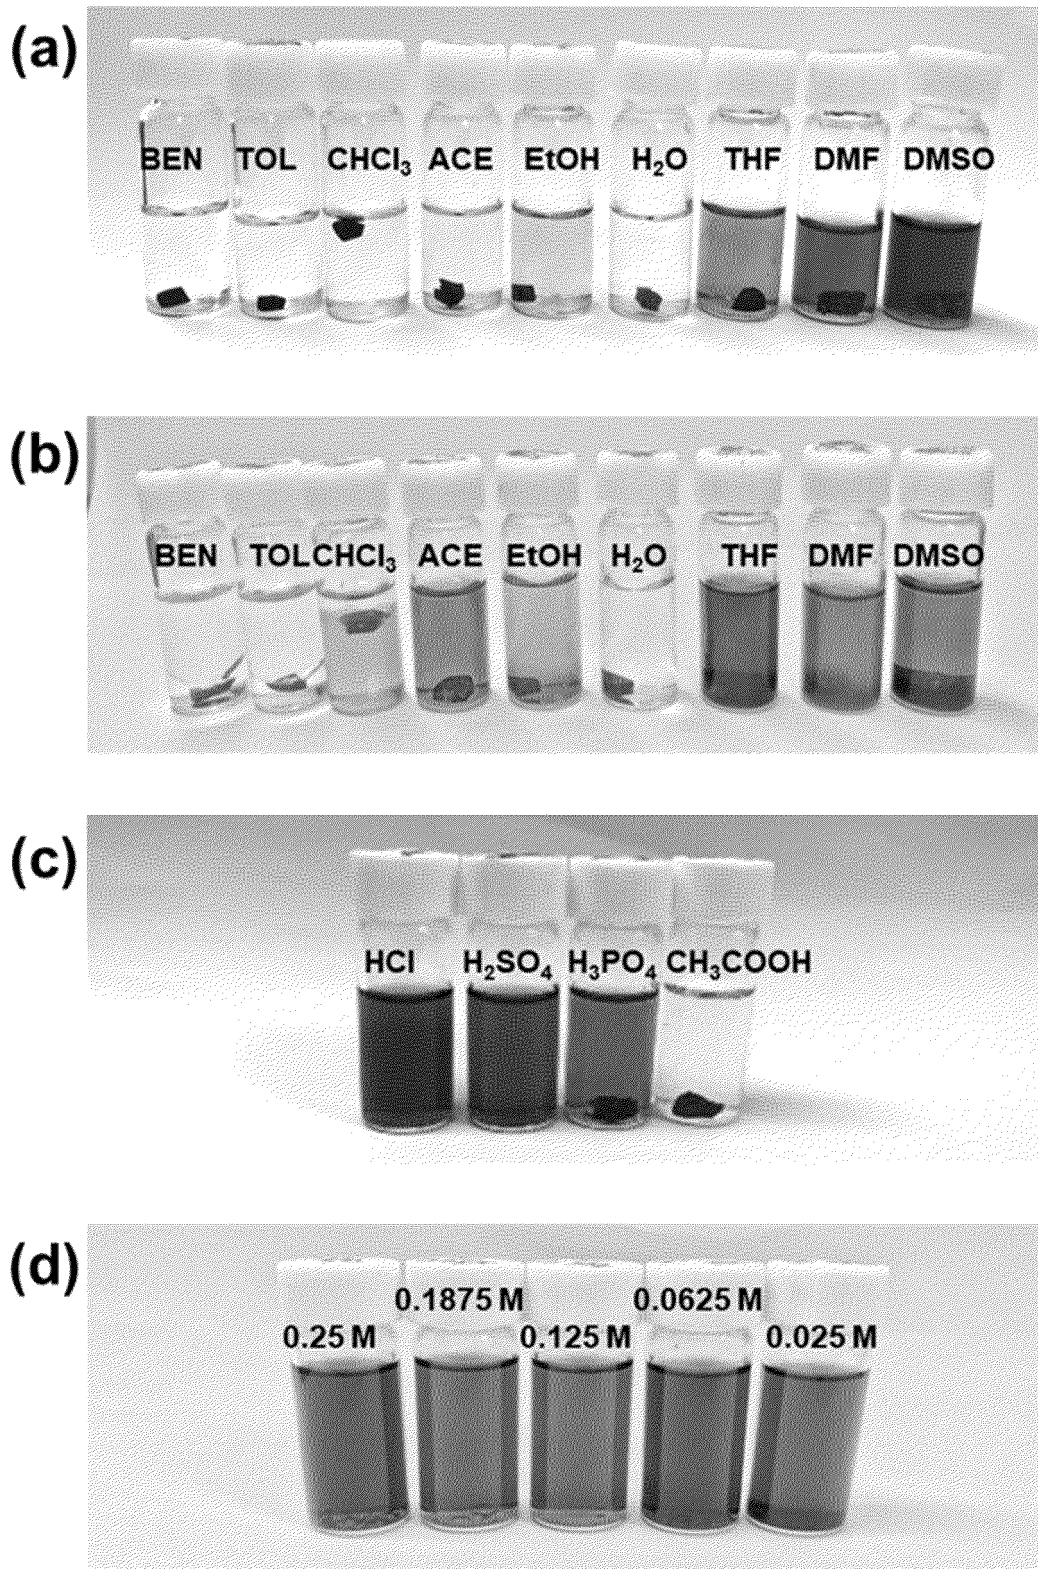 (a)
BEN TOL CHCl₃ ACE EtOH H₂O THF DMF DMSO
(b)
BEN TOL CHCl₃ ACE EtOH H₂O THF DMF DMSO
(c)
HCl H₂SO₄ H₃PO₄ CH₃COOH
(d)
0.1875 M 0.0625 M
0.25 M 0.125 M 0.025 M